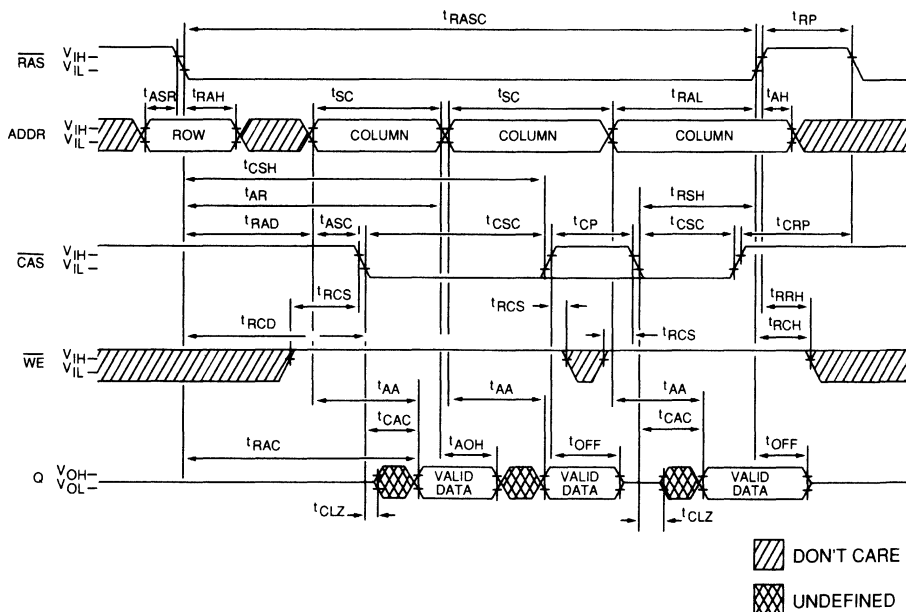 tRASC tRP
RAS VIH VIL
tASR tRAH tSC tSC tRAL tAH
ADDR VIH VIL ROW COLUMN COLUMN COLUMN
tCSH
tAR tRSH
tRAD tASC tCSC tCP tCSC tCRP
CAS VIH VIL
tRCS tRCS tRRH
tRCD tRCS tRCH
WE VIH VIL
tAA tAA tAA
tCAC tCAC
tRAC tAOH tOFF tOFF
Q VOH VOL VALID DATA VALID DATA VALID DATA
tCLZ tCLZ
DON'T CARE
UNDEFINED